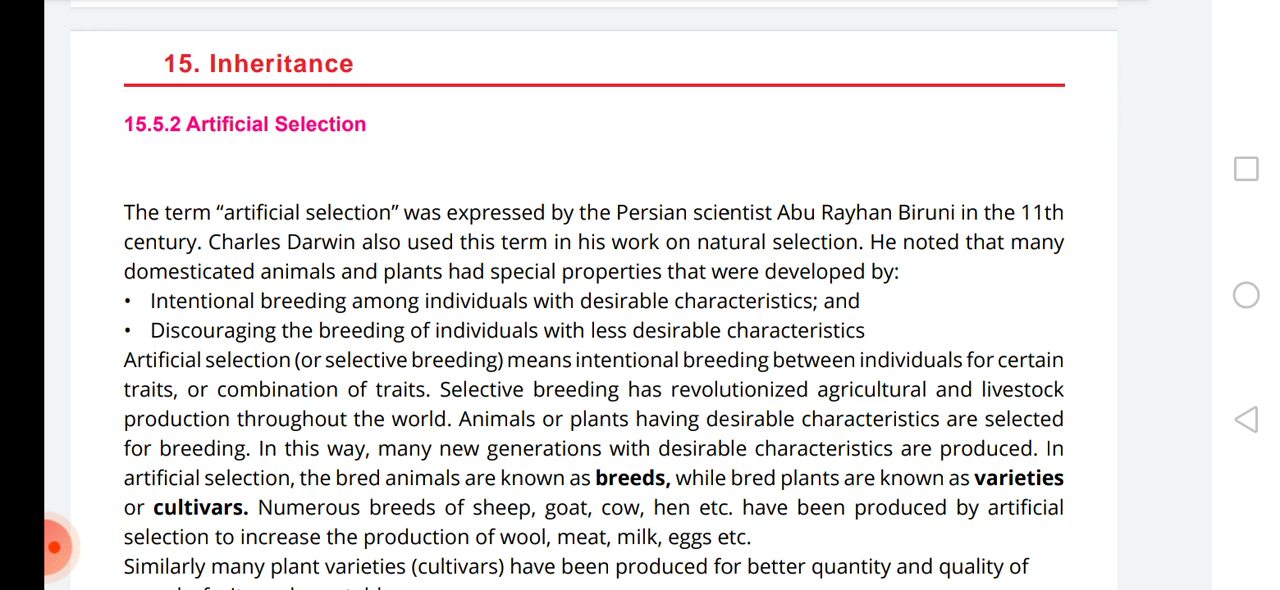 15. Inheritance
15.5.2 Artificial Selection
The term “artificial selection” was expressed by the Persian scientist Abu Rayhan Biruni in the 11th
century. Charles Darwin also used this term in his work on natural selection. He noted that many
domesticated animals and plants had special properties that were developed by:
• Intentional breeding among individuals with desirable characteristics; and
• Discouraging the breeding of individuals with less desirable characteristics
Artificial selection (or selective breeding) means intentional breeding between individuals for certain
traits, or combination of traits. Selective breeding has revolutionized agricultural and livestock
production throughout the world. Animals or plants having desirable characteristics are selected
for breeding. In this way, many new generations with desirable characteristics are produced. In
artificial selection, the bred animals are known as breeds, while bred plants are known as varieties
or cultivars. Numerous breeds of sheep, goat, cow, hen etc. have been produced by artificial
selection to increase the production of wool, meat, milk, eggs etc.
Similarly many plant varieties (cultivars) have been produced for better quantity and quality of